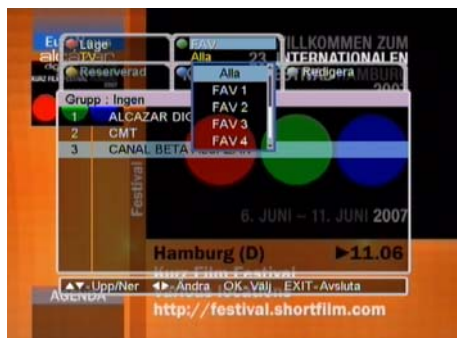 Läge
FAV
ILLKOMMEN ZUM
TV
Alla
23.
INTERNATIONALEN
Reserverad
Alla
Redigera
2007
Grupp : Ingen
FAV 1
1 ALCAZAR DIG
FAV 2
2 CMT
FAV 3
3 CANAL BETA
FAV 4
Festival
6. JUNI – 11. JUNI 2007
Hamburg (D) ►11.06
Kurz Film Festival
▲▼-Upp/Ner ◄►-Ändra OK-Välj EXIT-Avsluta
AGENDA
http://festival.shortfilm.com